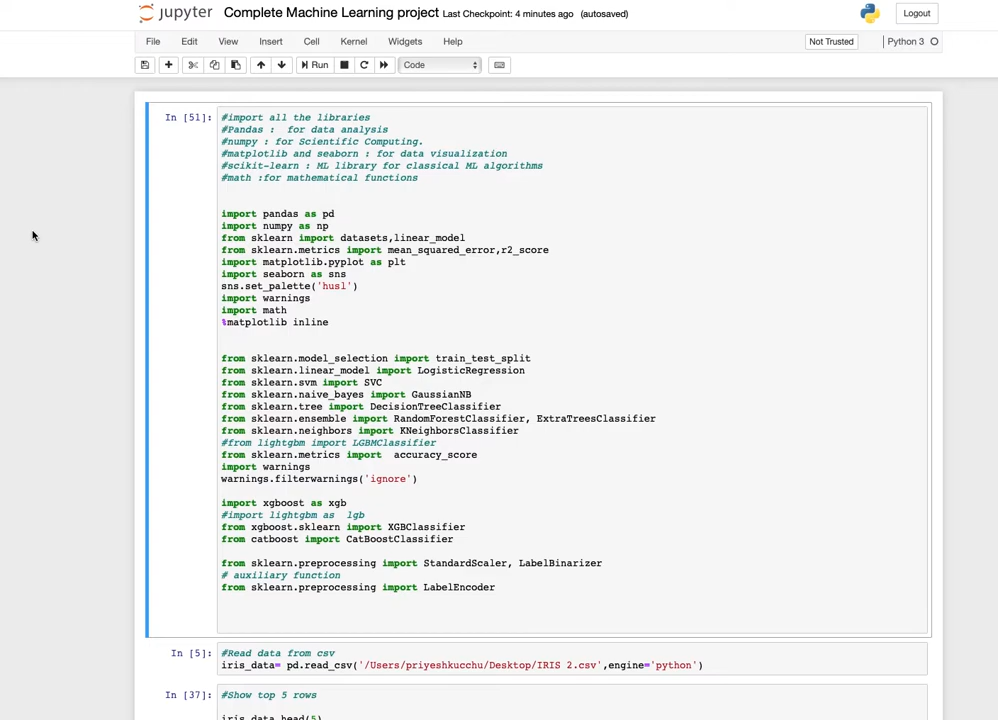 jupyter Complete Machine Learning project Last Checkpoint: 4 minutes ago (autosaved) Logout
File Edit View Insert Cell Kernel Widgets Help Not Trusted Python 3
Run Code
In [51]: #import all the libraries
#Pandas :  for data analysis
#numpy : for Scientific Computing.
#matplotlib and seaborn : for data visualization
#scikit-learn : ML library for classical ML algorithms
#math :for mathematical functions
import pandas as pd
import numpy as np
from sklearn import datasets,linear_model
from sklearn.metrics import mean_squared_error,r2_score
import matplotlib.pyplot as plt
import seaborn as sns
sns.set_palette('husl')
import warnings
import math
%matplotlib inline
from sklearn.model_selection import train_test_split
from sklearn.linear_model import LogisticRegression
from sklearn.svm import SVC
from sklearn.naive_bayes import GaussianNB
from sklearn.tree import DecisionTreeClassifier
from sklearn.ensemble import RandomForestClassifier, ExtraTreesClassifier
from sklearn.neighbors import KNeighborsClassifier
#from lightgbm import LGBMClassifier
from sklearn.metrics import  accuracy_score
import warnings
warnings.filterwarnings('ignore')
import xgboost as xgb
#import lightgbm as  lgb
from xgboost.sklearn import XGBClassifier
from catboost import CatBoostClassifier
from sklearn.preprocessing import StandardScaler, LabelBinarizer
# auxiliary function
from sklearn.preprocessing import LabelEncoder
In [5]: #Read data from csv
iris_data= pd.read_csv('/Users/priyeshkucchu/Desktop/IRIS 2.csv',engine='python')
In [37]: #Show top 5 rows
iris_data.head(5)